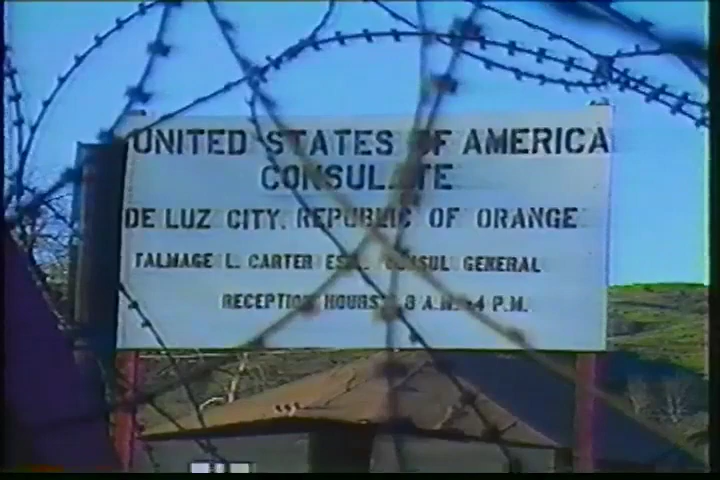 UNITED STATES OF AMERICA
CONSULATE
DE LUZ CITY, REPUBLIC OF ORANGE
TALMAGE L. CARTER ESQ., CONSUL GENERAL
RECEPTION HOURS: 8 A.M.-4 P.M.